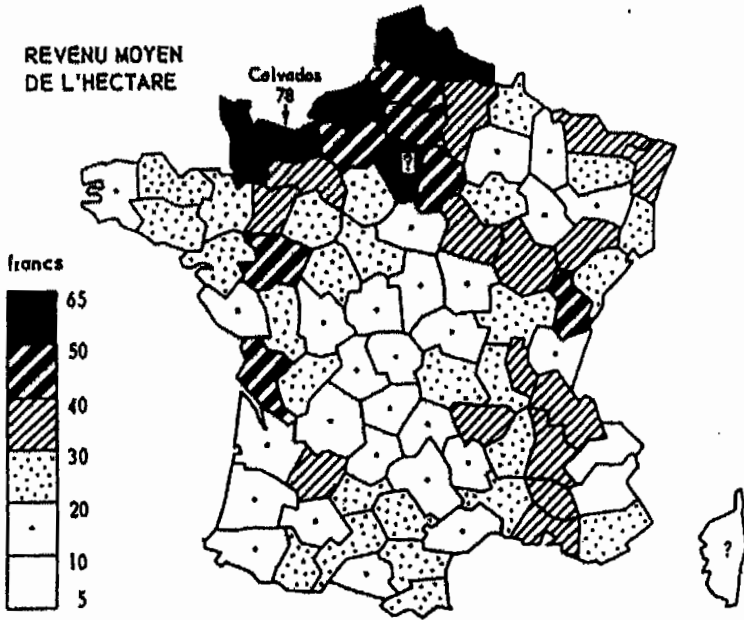 REVENU MOYEN
DE L'HECTARE
Calvados
78
?
francs
65
50
40
30
20
10
5
?